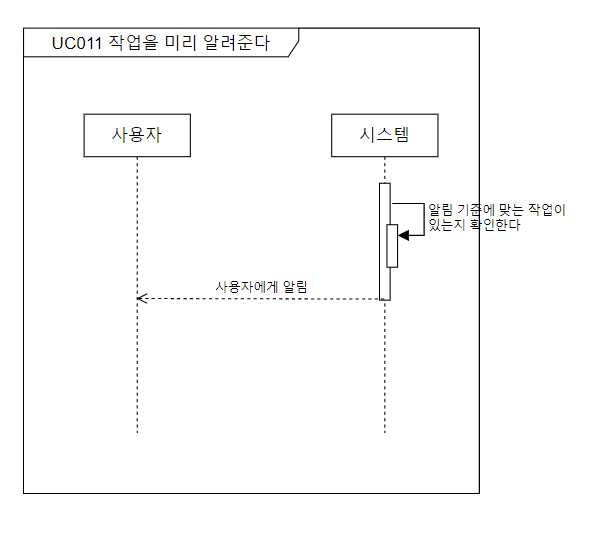 UC011 작업을 미리 알려준다
사용자
시스템
알림 기준에 맞는 작업이
있는지 확인한다
사용자에게 알림